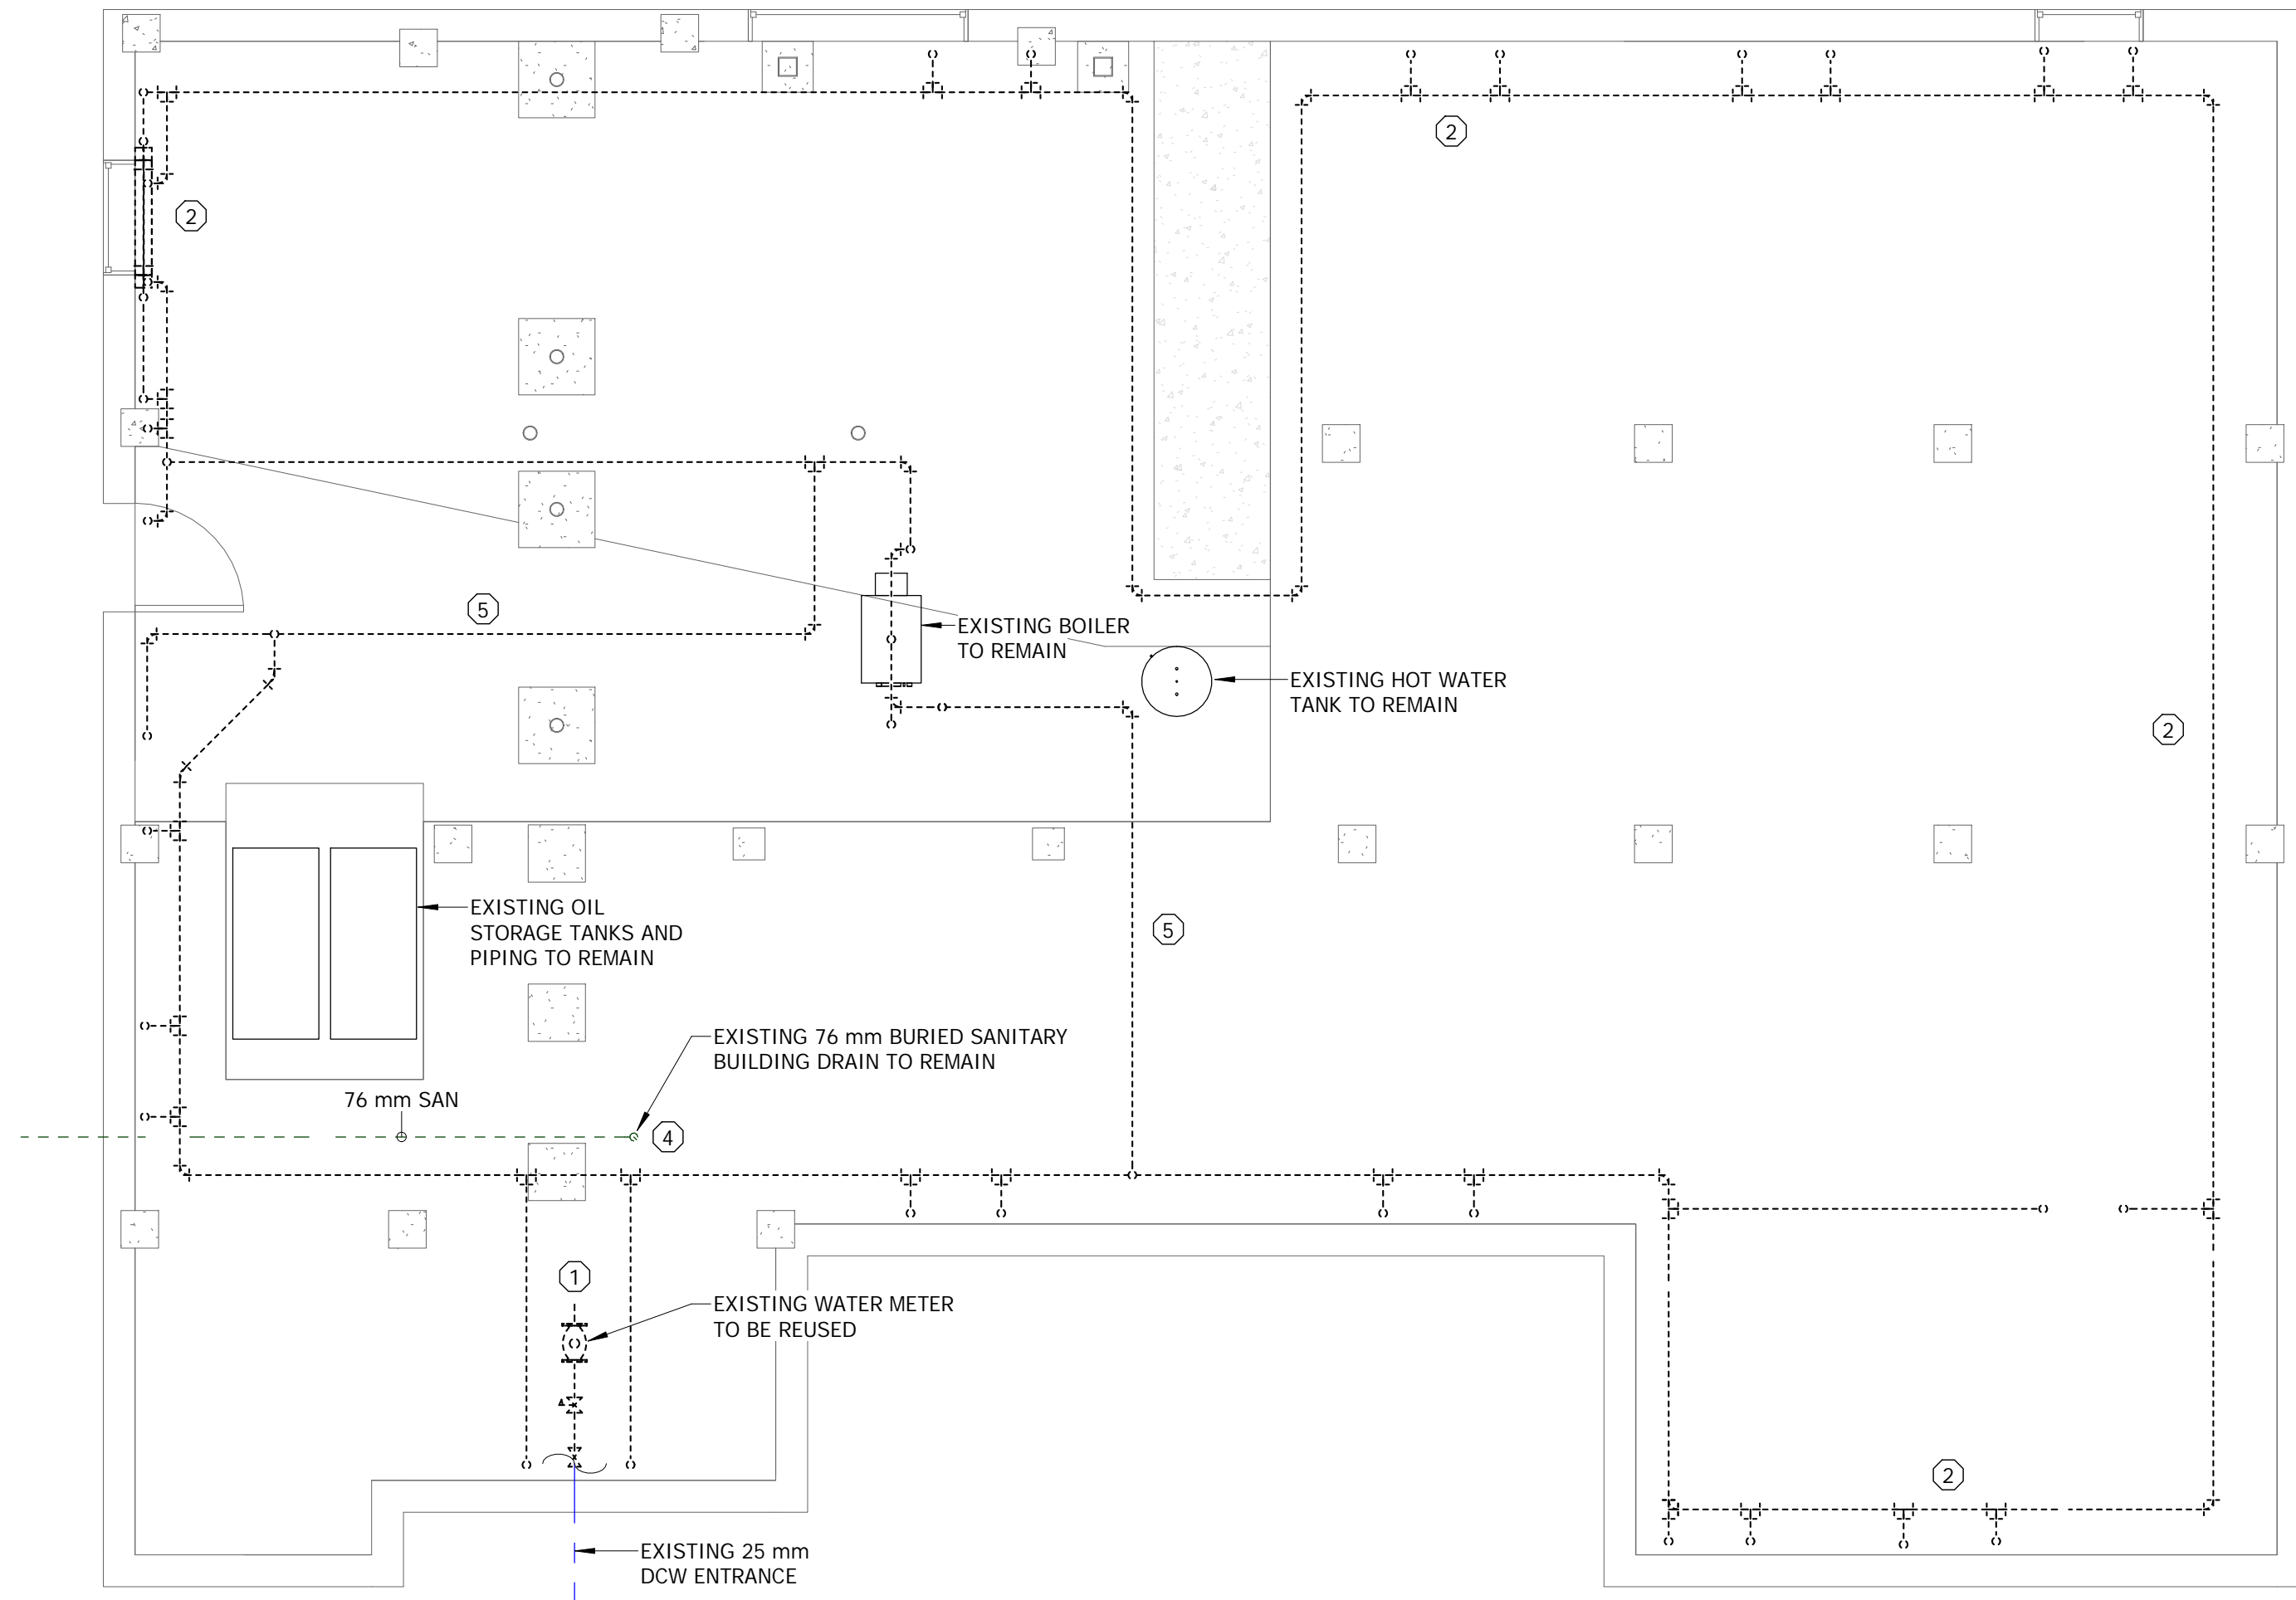 2
2
5
EXISTING BOILER
TO REMAIN
EXISTING HOT WATER
TANK TO REMAIN
2
EXISTING OIL
STORAGE TANKS AND
PIPING TO REMAIN
5
EXISTING 76 mm BURIED SANITARY
BUILDING DRAIN TO REMAIN
76 mm SAN
4
1
EXISTING WATER METER
TO BE REUSED
2
EXISTING 25 mm
DCW ENTRANCE